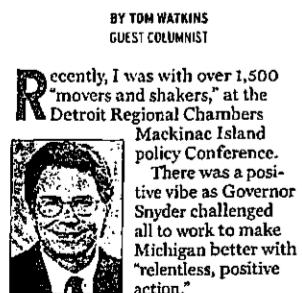 BY TOM WATKINS
GUEST COLUMNIST
Recently, I was with over 1,500
"movers and shakers," at the
Detroit Regional Chambers
Mackinac Island
policy Conference.
There was a posi-
tive vibe as Governor
Snyder challenged
all to work to make
Michigan better with
"relentless, positive
action."